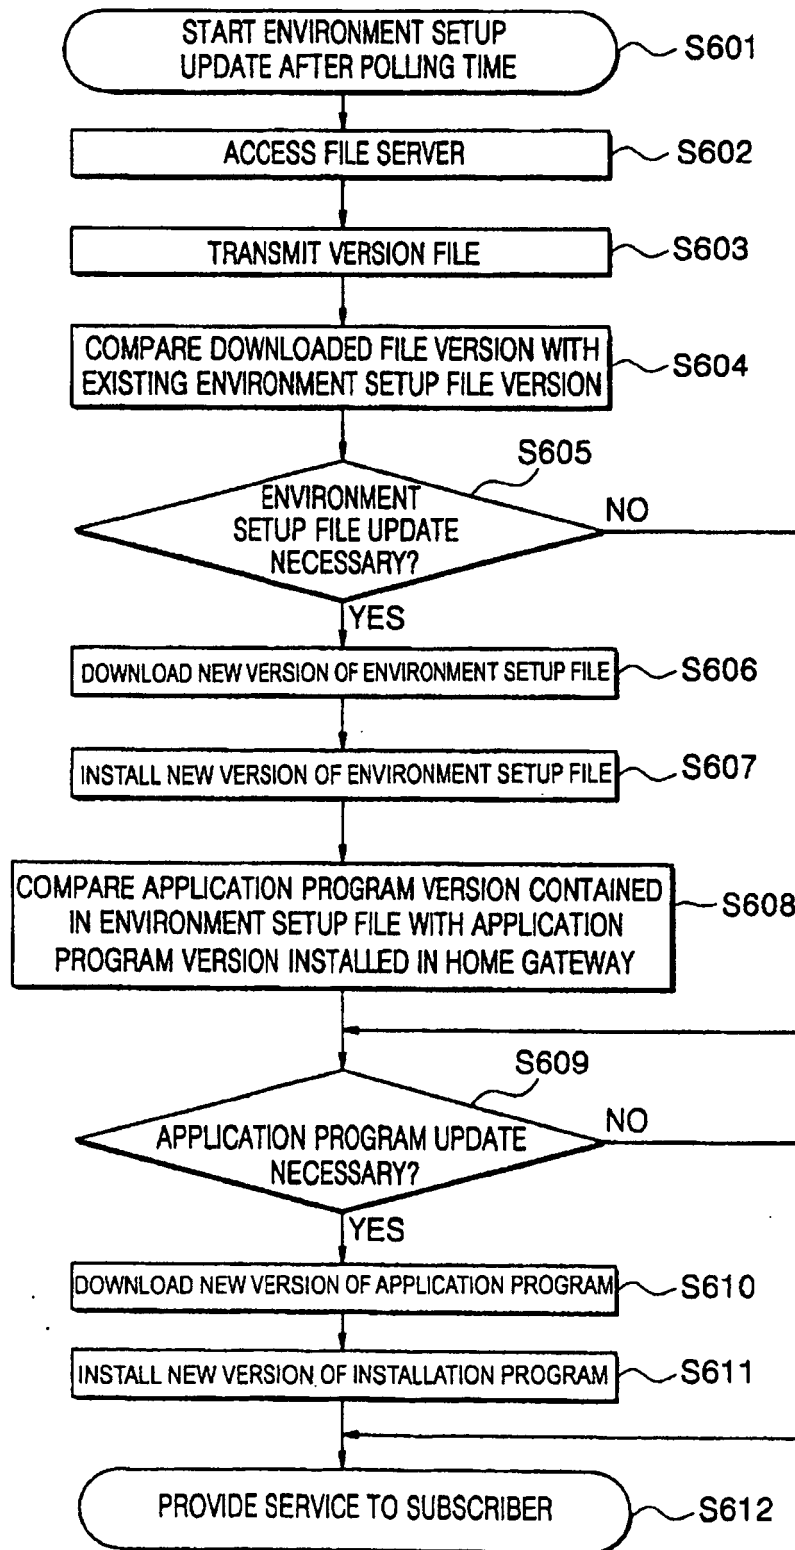 START ENVIRONMENT SETUP
UPDATE AFTER POLLING TIME
S601
ACCESS FILE SERVER
S602
TRANSMIT VERSION FILE
S603
COMPARE DOWNLOADED FILE VERSION WITH
EXISTING ENVIRONMENT SETUP FILE VERSION
S604
S605
ENVIRONMENT
SETUP FILE UPDATE
NECESSARY?
NO
YES
DOWNLOAD NEW VERSION OF ENVIRONMENT SETUP FILE
S606
INSTALL NEW VERSION OF ENVIRONMENT SETUP FILE
S607
COMPARE APPLICATION PROGRAM VERSION CONTAINED
IN ENVIRONMENT SETUP FILE WITH APPLICATION
PROGRAM VERSION INSTALLED IN HOME GATEWAY
S608
S609
APPLICATION PROGRAM UPDATE
NECESSARY?
NO
YES
DOWNLOAD NEW VERSION OF APPLICATION PROGRAM
S610
INSTALL NEW VERSION OF INSTALLATION PROGRAM
S611
PROVIDE SERVICE TO SUBSCRIBER
S612